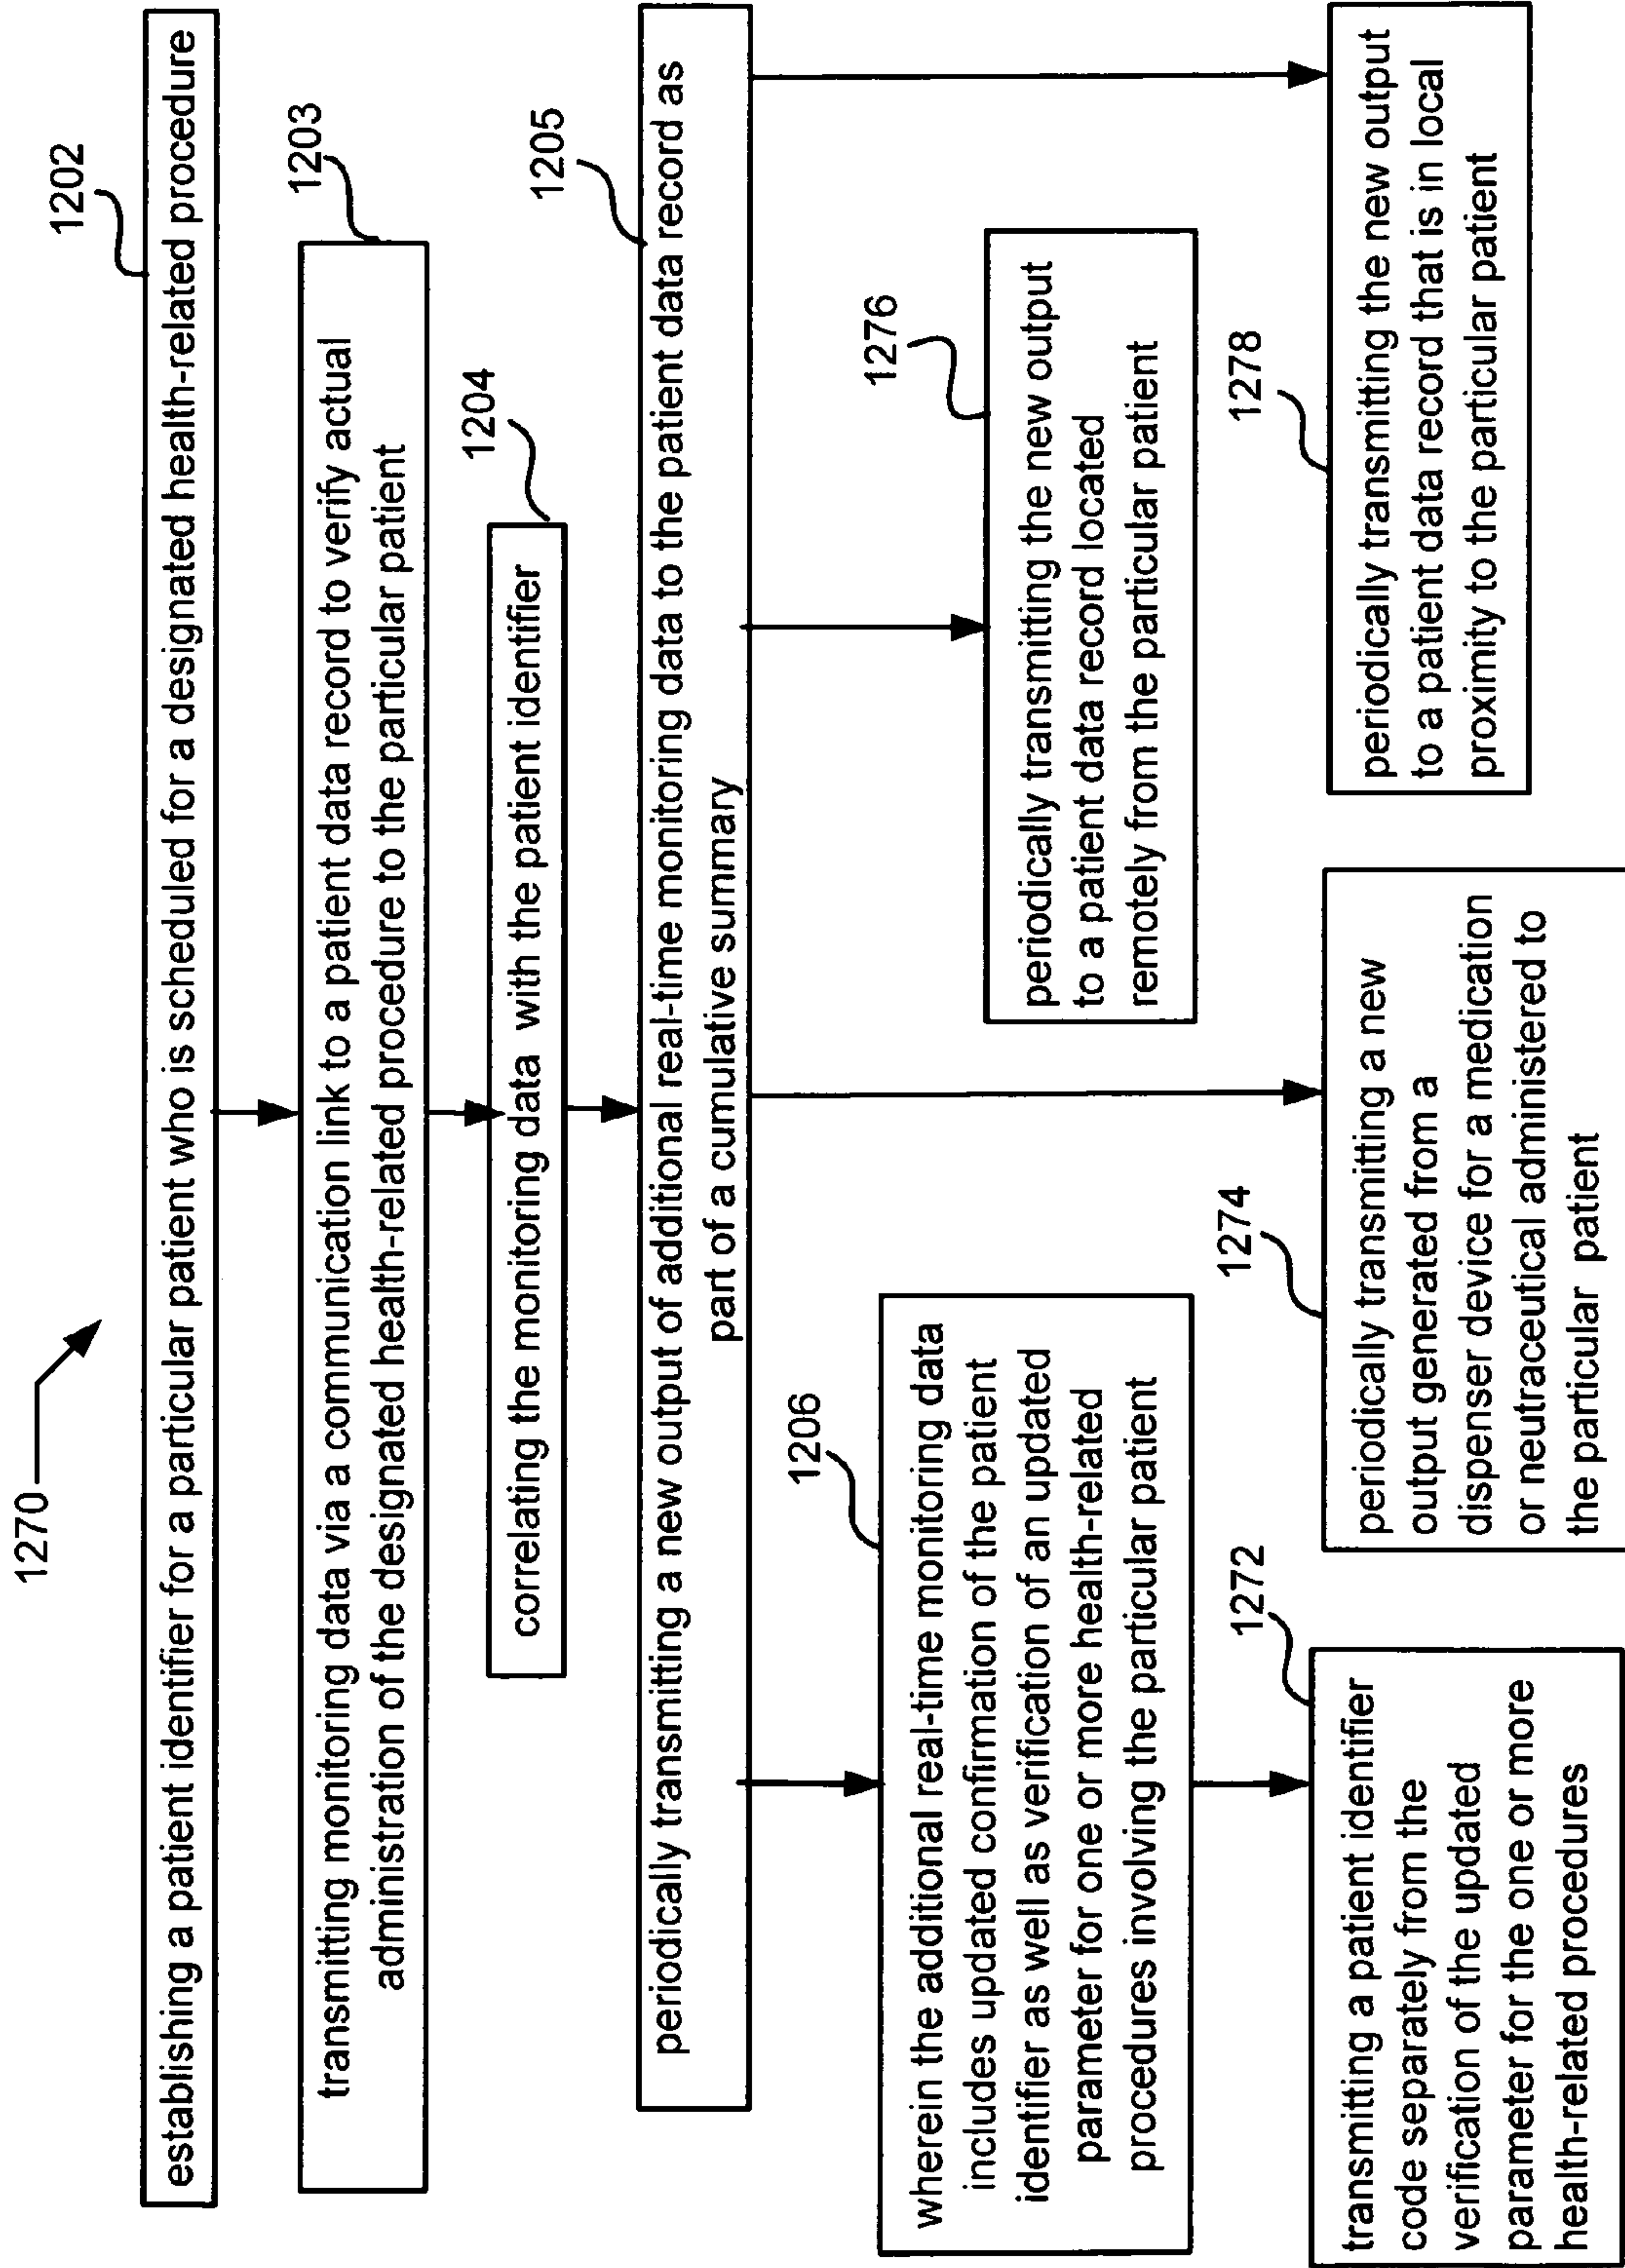 1270
1202
establishing a patient identifier for a particular patient who is scheduled for a designated health-related procedure
1203
transmitting monitoring data via a communication link to a patient data record to verify actual
administration of the designated health-related procedure to the particular patient
1204
correlating the monitoring data with the patient identifier
1205
periodically transmitting a new output of additional real-time monitoring data to the patient data record as
part of a cumulative summary
1206
wherein the additional real-time monitoring data
includes updated confirmation of the patient
identifier as well as verification of an updated
parameter for one or more health-related
procedures involving the particular patient
1276
periodically transmitting the new output
to a patient data record located
remotely from the particular patient
1272
transmitting a patient identifier
code separately from the
verification of the updated
parameter for the one or more
health-related procedures
1274
periodically transmitting a new
output generated from a
dispenser device for a medication
or neutraceutical administered to
the particular patient
1278
periodically transmitting the new output
to a patient data record that is in local
proximity to the particular patient